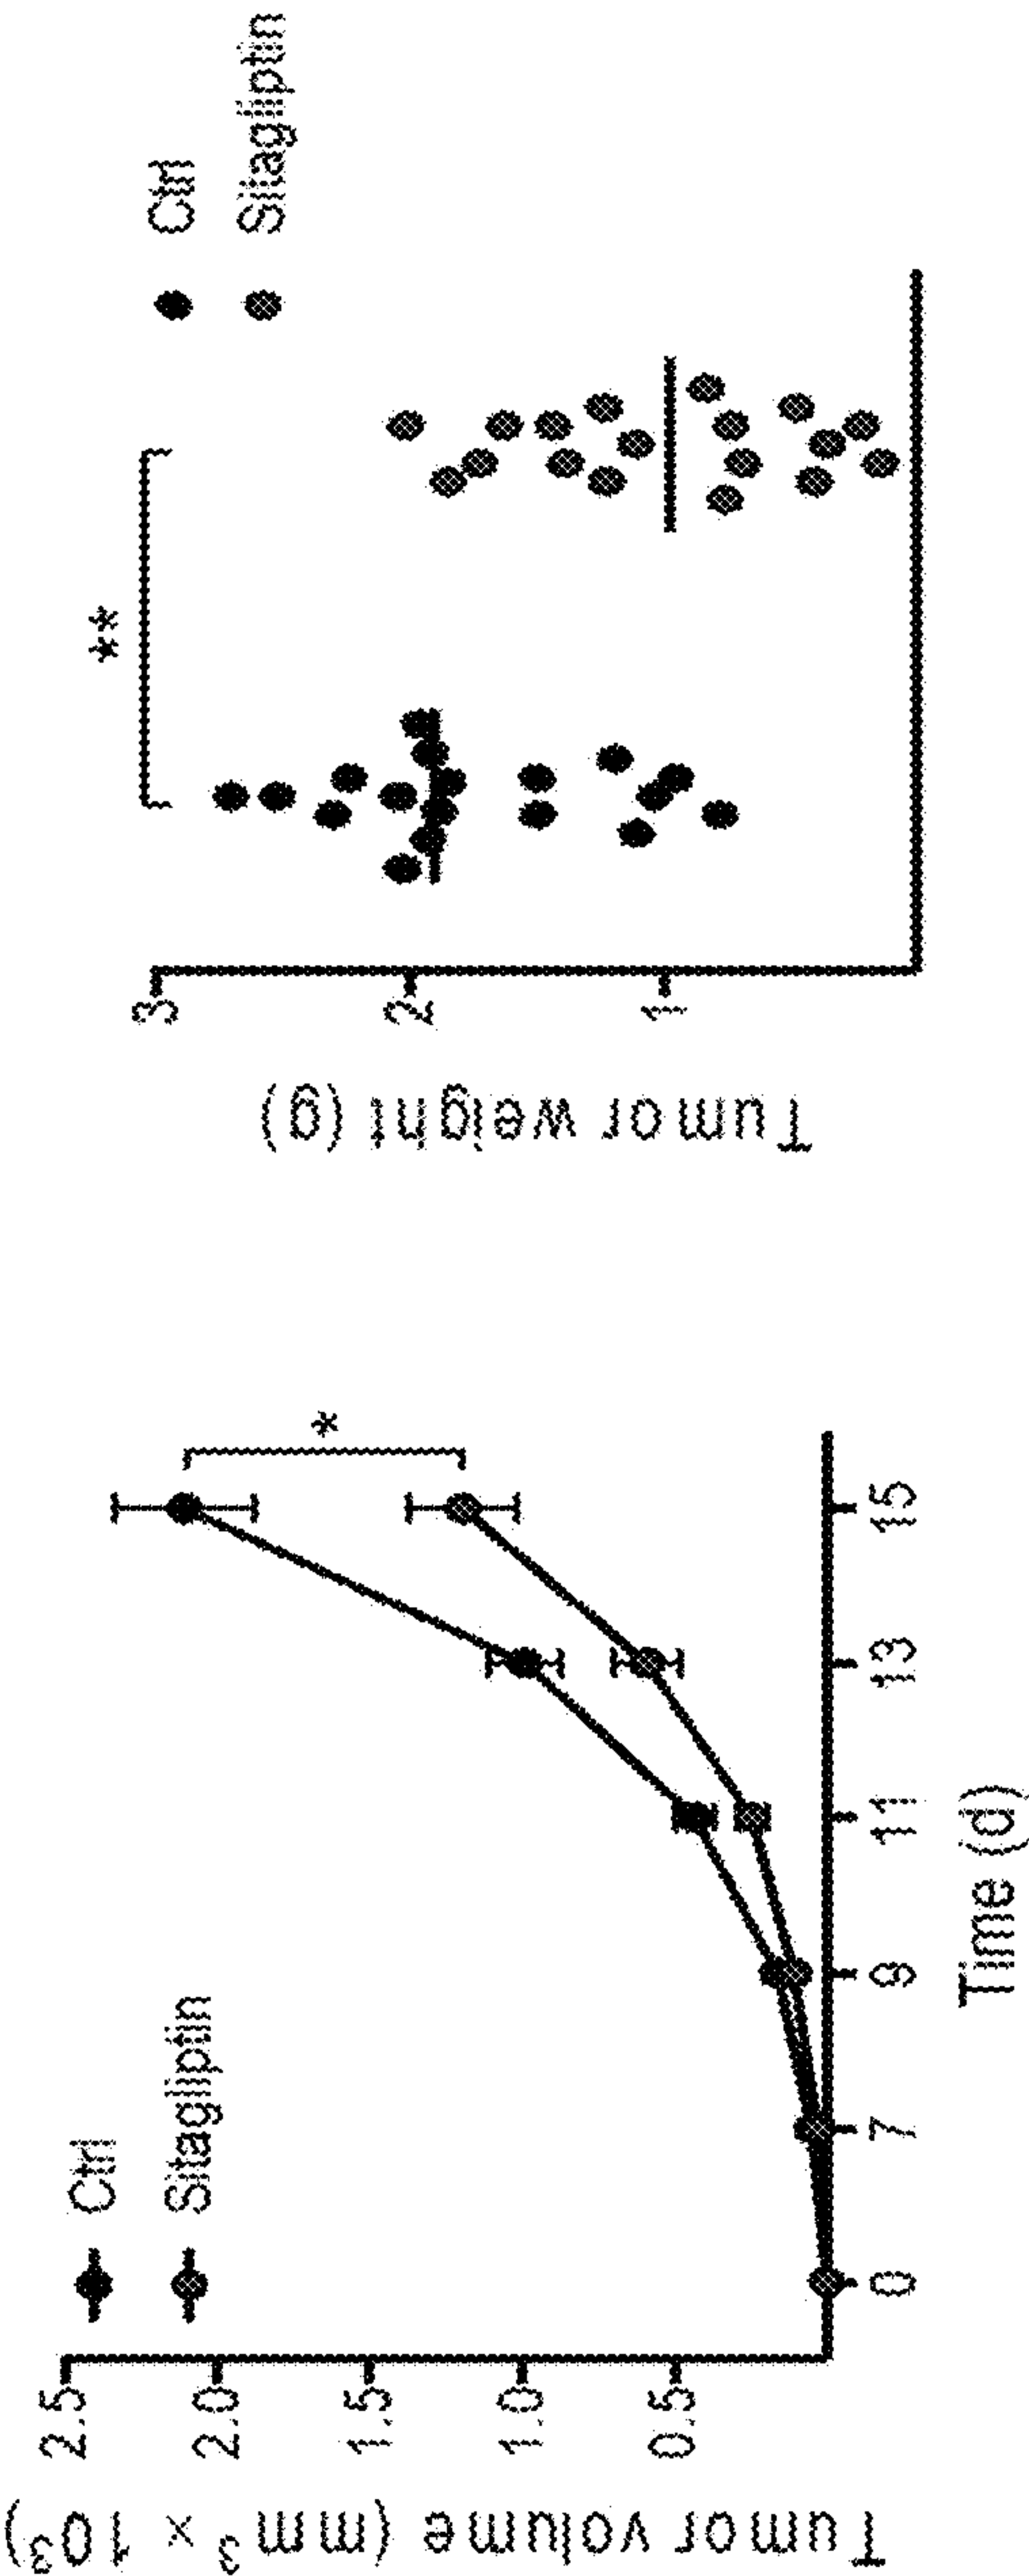 Tumor volume (mm³ × 10³)
2.5
2.0
1.5
1.0
0.5
Ctrl
Sitagliptin
*
0 7 9 11 13 15
Time (d)
Tumor weight (g)
3
2
1
**
Ctrl
Sitagliptin